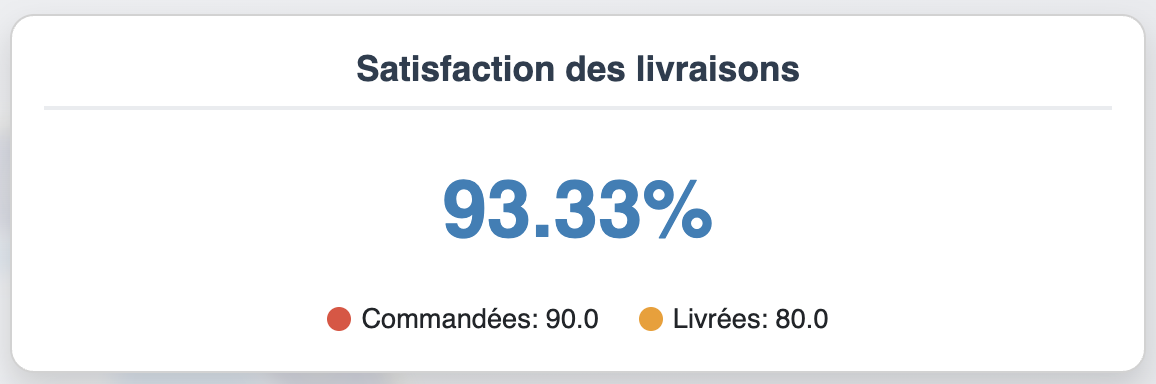 Satisfaction des livraisons
93.33%
Commandées: 90.0 Livrées: 80.0